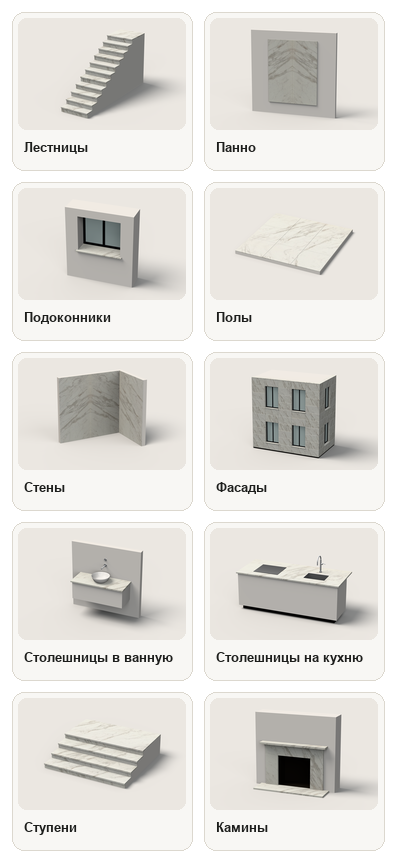 Лестницы
Панно
Подоконники
Полы
Стены
Фасады
Столешницы в ванную
Столешницы на кухню
Ступени
Камины